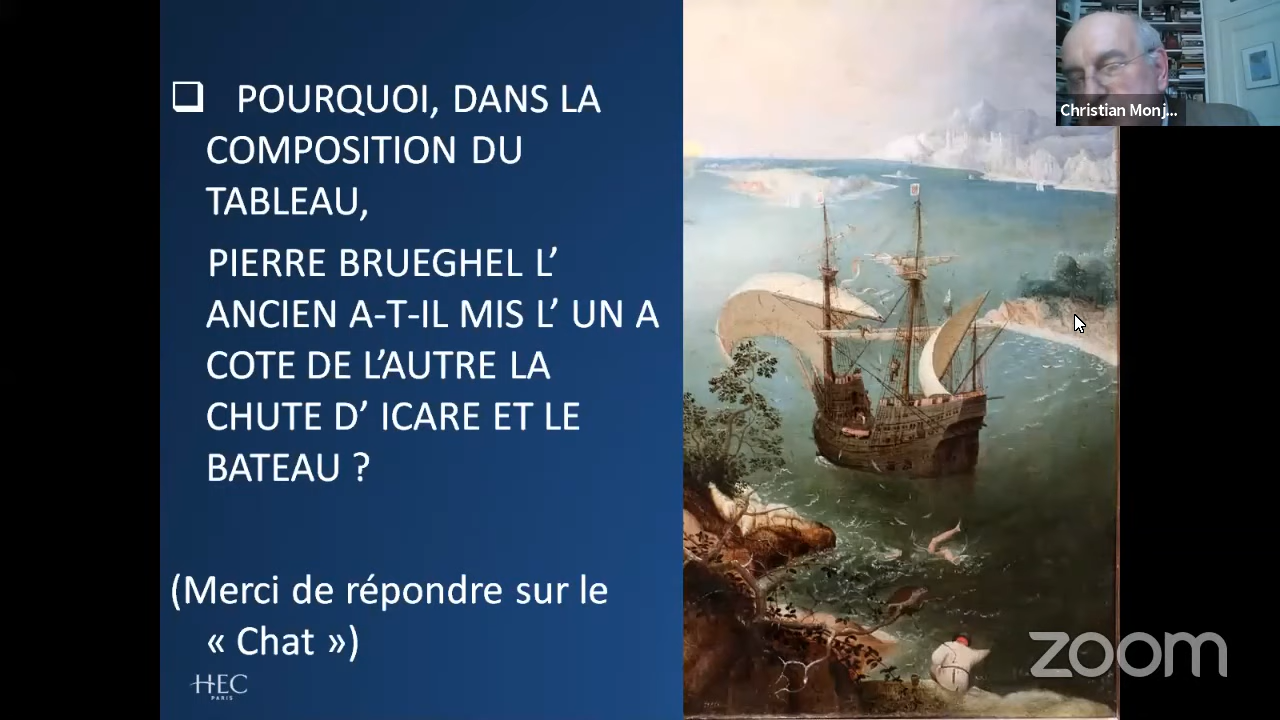 ❑ POURQUOI, DANS LA
COMPOSITION DU
TABLEAU,
PIERRE BRUEGHEL L’
ANCIEN A-T-IL MIS L’ UN A
COTE DE L’AUTRE LA
CHUTE D’ ICARE ET LE
BATEAU ?
(Merci de répondre sur le
« Chat »)
HEC
PARIS
Christian Monj...
zoom